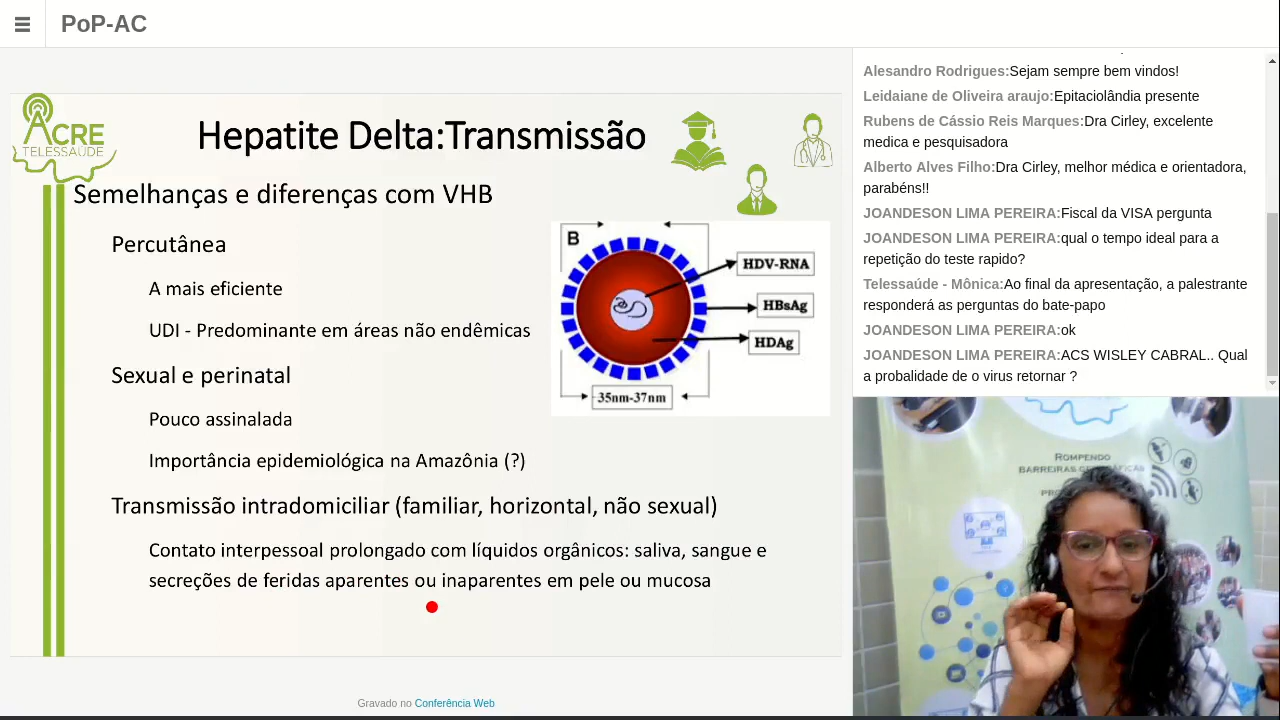 PoP-AC
ACRE
TELESSAÚDE
Hepatite Delta:Transmissão
Semelhanças e diferenças com VHB
Percutânea
A mais eficiente
UDI - Predominante em áreas não endêmicas
Sexual e perinatal
Pouco assinalada
Importância epidemiológica na Amazônia (?)
Transmissão intradomiciliar (familiar, horizontal, não sexual)
Contato interpessoal prolongado com líquidos orgânicos: saliva, sangue e
secreções de feridas aparentes ou inaparentes em pele ou mucosa
B
HDV-RNA
HBsAg
HDAg
35nm-37nm
Gravado no Conferência Web
Alesandro Rodrigues:Sejam sempre bem vindos!
Leidaiane de Oliveira araujo:Epitaciolândia presente
Rubens de Cássio Reis Marques:Dra Cirley, excelente
medica e pesquisadora
Alberto Alves Filho:Dra Cirley, melhor médica e orientadora,
parabéns!!
JOANDESON LIMA PEREIRA:Fiscal da VISA pergunta
JOANDESON LIMA PEREIRA:qual o tempo ideal para a
repetição do teste rapido?
Telessaúde - Mônica:Ao final da apresentação, a palestrante
responderá as perguntas do bate-papo
JOANDESON LIMA PEREIRA:ok
JOANDESON LIMA PEREIRA:ACS WISLEY CABRAL.. Qual
a probalidade de o virus retornar ?
ROMPENDO
BARREIRAS